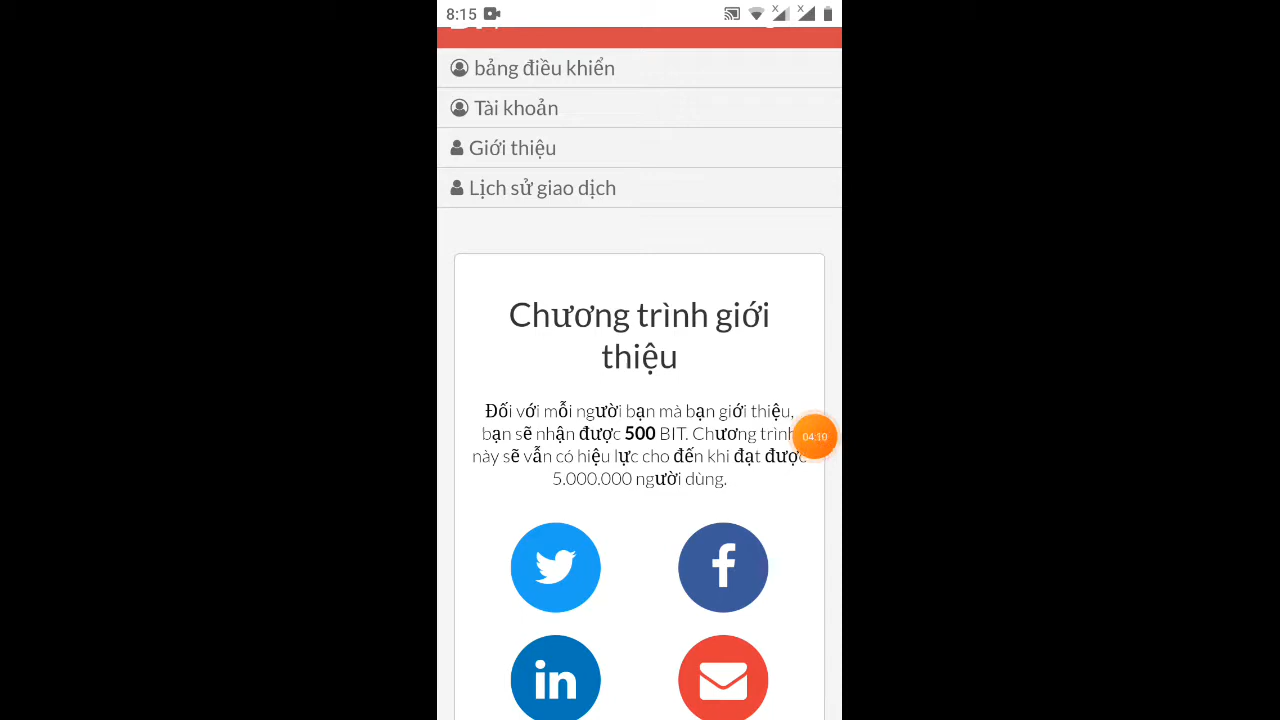 8:15
bảng điều khiển
Tài khoản
Giới thiệu
Lịch sử giao dịch
Chương trình giới
thiệu
Đối với mỗi người bạn mà bạn giới thiệu,
bạn sẽ nhận được 500 BIT. Chương trình
này sẽ vẫn có hiệu lực cho đến khi đạt được
5.000.000 người dùng.
04:10